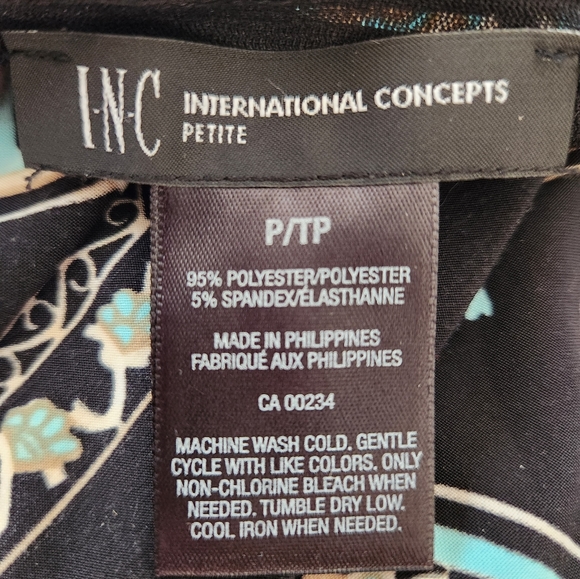 I·N·C INTERNATIONAL CONCEPTS
PETITE
P/TP
95% POLYESTER/POLYESTER
5% SPANDEX/ÉLASTHANNE
MADE IN PHILIPPINES
FABRIQUÉ AUX PHILIPPINES
CA 00234
MACHINE WASH COLD. GENTLE
CYCLE WITH LIKE COLORS. ONLY
NON-CHLORINE BLEACH WHEN
NEEDED. TUMBLE DRY LOW.
COOL IRON WHEN NEEDED.